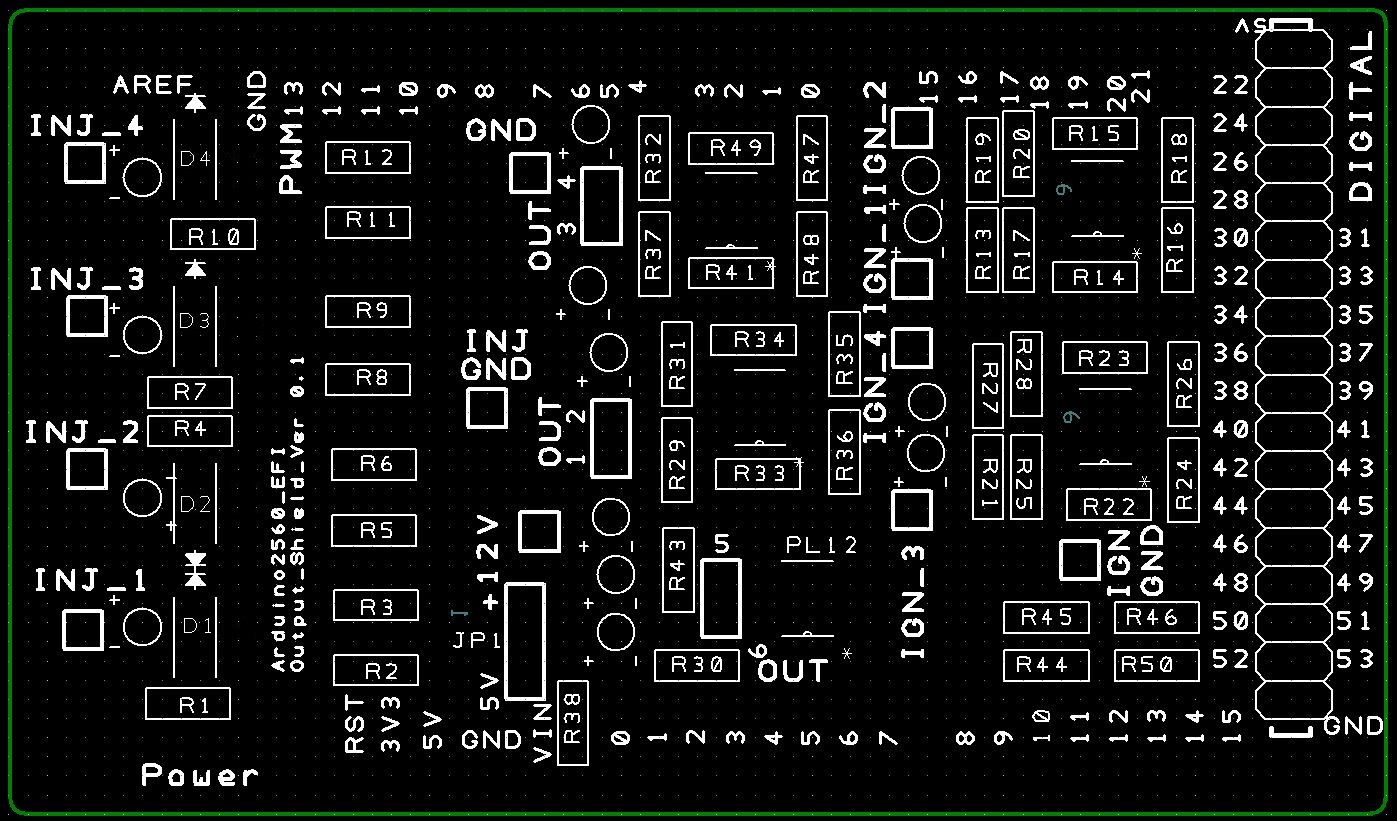 5V
AREF
GND
PWM
13
12
11
10
9
8
7
6
5
4
3
2
1
0
15
16
17
18
19
20
21
DIGITAL
INJ_4
+
-
D4
R10
INJ_3
+
-
D3
R7
R4
INJ_2
-
+
D2
INJ_1
+
-
D1
R1
Power
R12
R11
R9
R8
R6
R5
R3
R2
Arduino2560_EFI
Output_Shield_Ver 0.1
GND
OUT
3 4
+
-
INJ
GND
OUT
1 2
+
-
+12V
I
JP1
5V
R32
R49
R47
R37
R41
*
R48
R31
R34
R35
R29
R33
*
R36
R43
5
PL12
R30
6
OUT
*
R38
IGN_2
IGN_1
IGN_4
IGN_3
+
-
R19
R20
R15
R18
6
R13
R17
R14
*
R16
R27
R28
R23
R26
6
R21
R25
R22
*
R24
IGN
GND
R45
R46
R44
R50
22
24
26
28
30 31
32 33
34 35
36 37
38 39
40 41
42 43
44 45
46 47
48 49
50 51
52 53
GND
RST
3V3
5V
GND
VIN
0
1
2
3
4
5
6
7
8
9
10
11
12
13
14
15